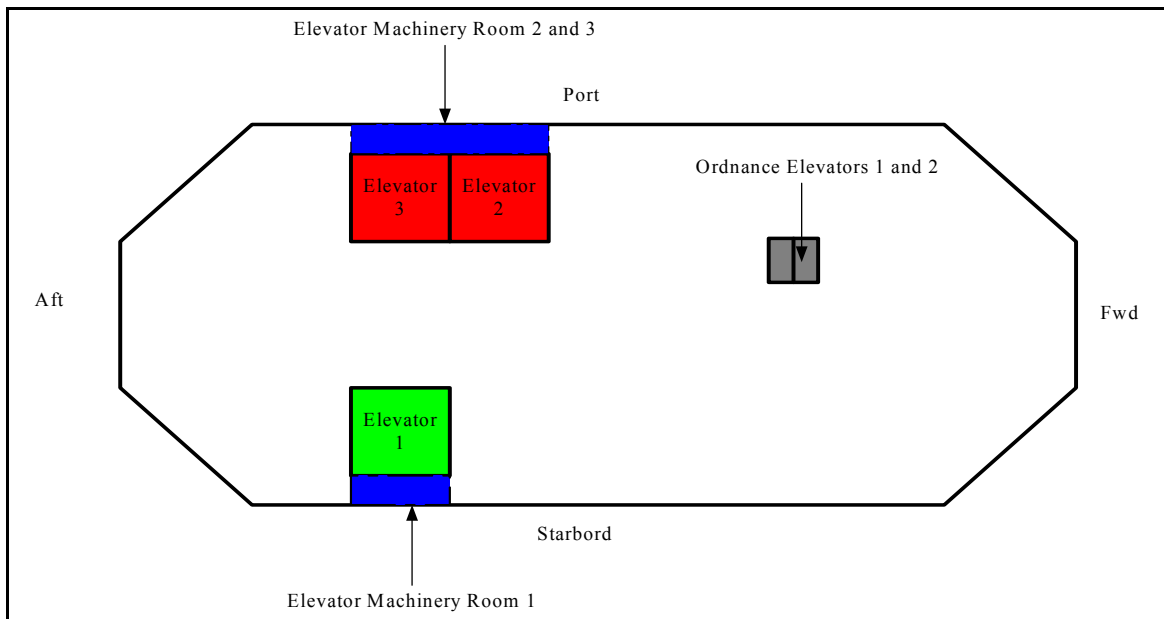 Elevator Machinery Room 2 and 3
Port
Ordnance Elevators 1 and 2
Elevator
3
Elevator
2
Aft
Fwd
Elevator
1
Starbord
Elevator Machinery Room 1